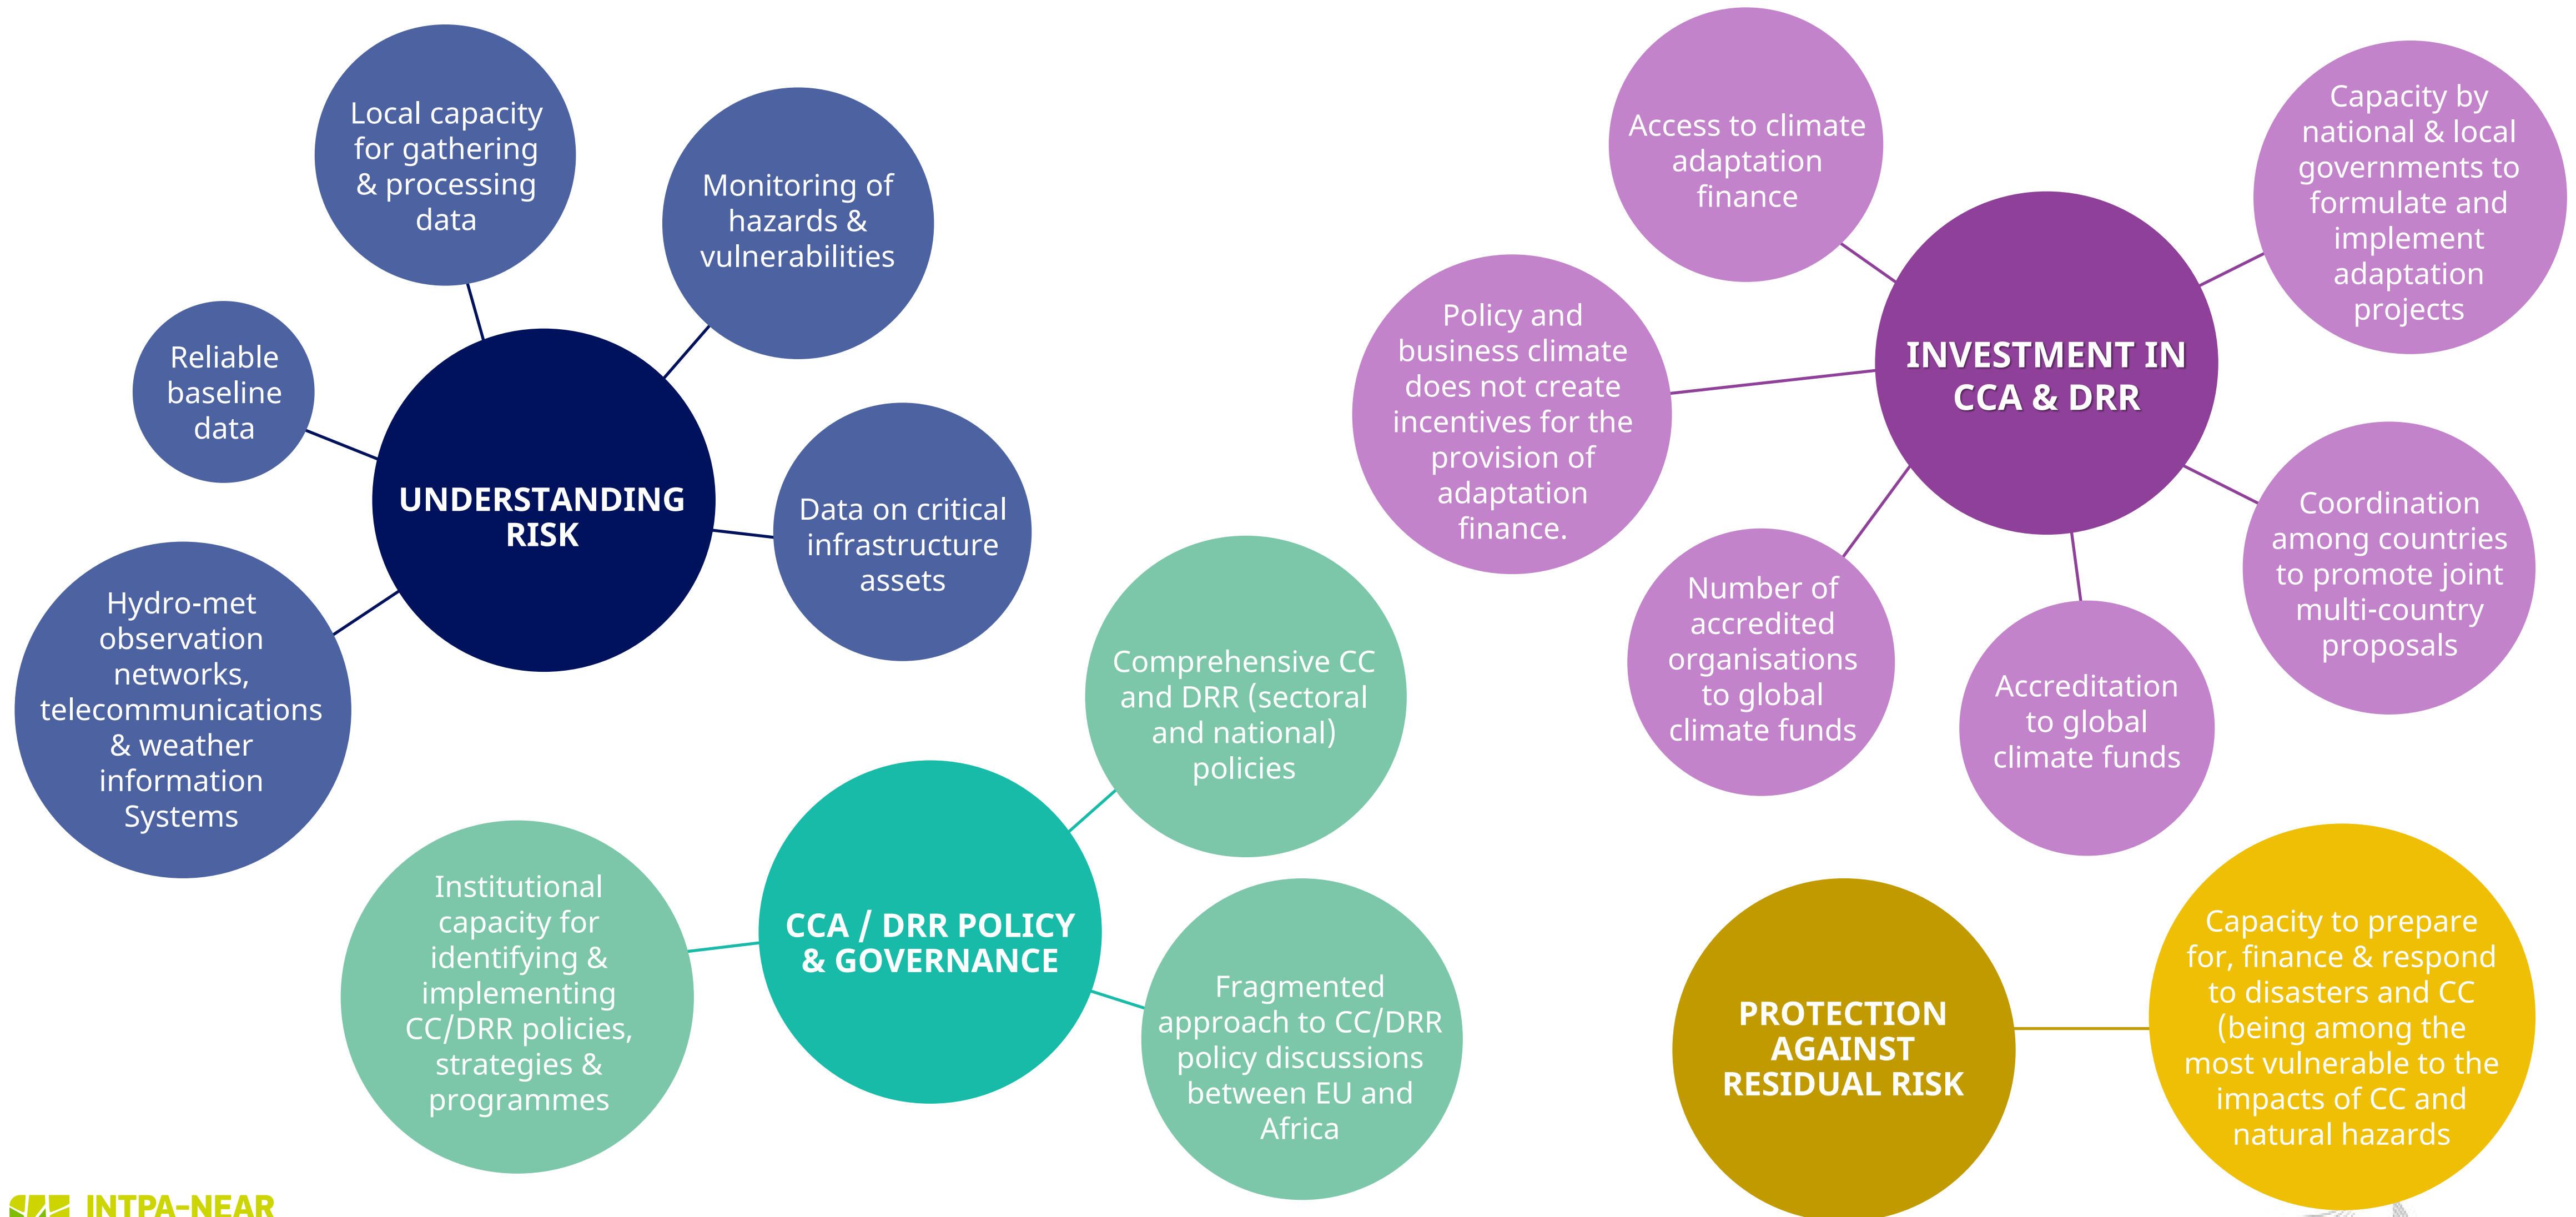 Local capacity
for gathering
& processing
data
Monitoring of
hazards &
vulnerabilities
Reliable
baseline
data
UNDERSTANDING
RISK
Data on critical
infrastructure
assets
Hydro-met
observation
networks,
telecommunications
& weather
information
Systems
Access to climate
adaptation
finance
Capacity by
national & local
governments to
formulate and
implement
adaptation
projects
Policy and
business climate
does not create
incentives for the
provision of
adaptation
finance.
INVESTMENT IN
CCA & DRR
Coordination
among countries
to promote joint
multi-country
proposals
Number of
accredited
organisations
to global
climate funds
Accreditation
to global
climate funds
Comprehensive CC
and DRR (sectoral
and national)
policies
Institutional
capacity for
identifying &
implementing
CC/DRR policies,
strategies &
programmes
CCA / DRR POLICY
& GOVERNANCE
Fragmented
approach to CC/DRR
policy discussions
between EU and
Africa
PROTECTION
AGAINST
RESIDUAL RISK
Capacity to prepare
for, finance & respond
to disasters and CC
(being among the
most vulnerable to the
impacts of CC and
natural hazards
INTPA-NEAR